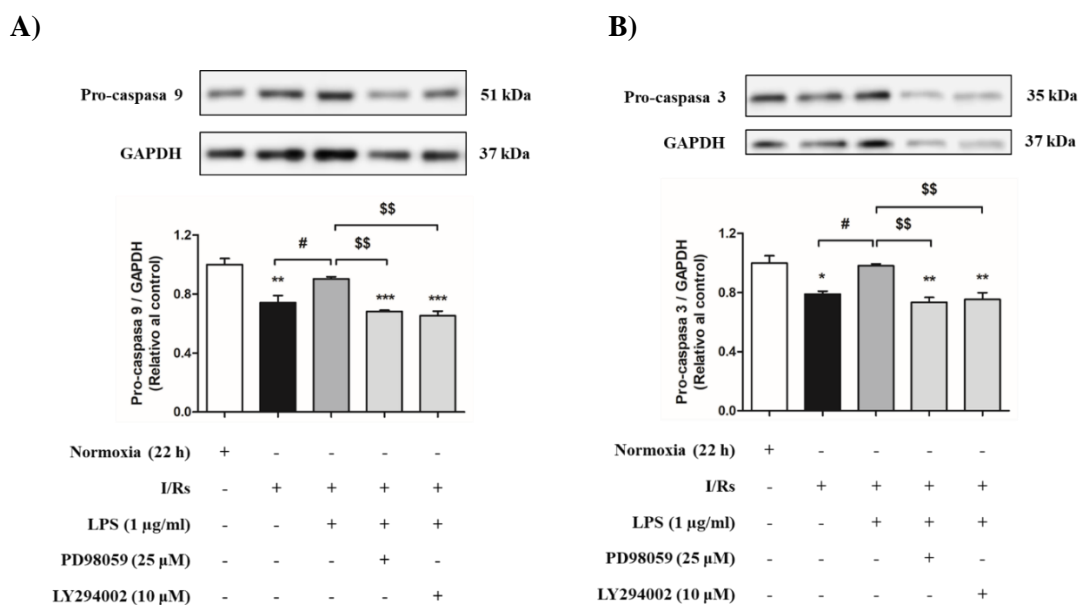 A)
Pro-caspasa 9
51 kDa
GAPDH
37 kDa
Pro-caspasa 9 / GAPDH
(Relativo al control)
1.2
0.8
0.4
0.0
**
#
$$
$$
***
***
Normoxia (22 h) + - - - -
I/Rs - + + + +
LPS (1 µg/ml) - - + + +
PD98059 (25 µM) - - - + -
LY294002 (10 µM) - - - - +
B)
Pro-caspasa 3
35 kDa
GAPDH
37 kDa
Pro-caspasa 3 / GAPDH
(Relativo al control)
1.2
0.8
0.4
0.0
*
#
$$
$$
**
**
Normoxia (22 h) + - - - -
I/Rs - + + + +
LPS (1 µg/ml) - - + + +
PD98059 (25 µM) - - - + -
LY294002 (10 µM) - - - - +